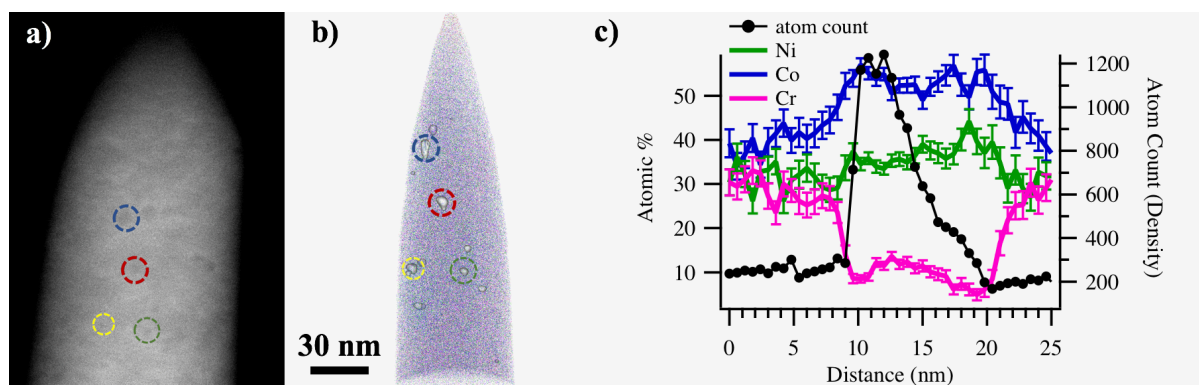 a)
b)
30 nm
c)
atom count
Ni
Co
Cr
50
40
30
20
10
Atomic %
1200
1000
800
600
400
200
Atom Count (Density)
0 5 10 15 20 25
Distance (nm)